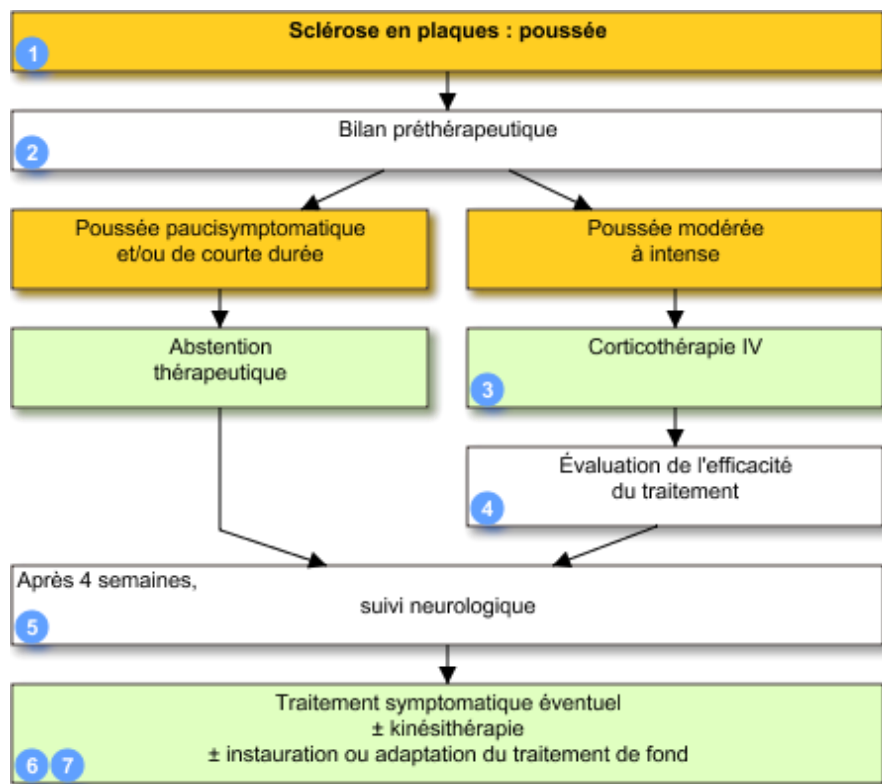 Sclérose en plaques : poussée
1
Bilan préthérapeutique
2
Poussée paucisymptomatique
et/ou de courte durée
Poussée modérée
à intense
Abstention
thérapeutique
Corticothérapie IV
3
Évaluation de l'efficacité
du traitement
4
Après 4 semaines,
suivi neurologique
5
Traitement symptomatique éventuel
± kinésithérapie
± instauration ou adaptation du traitement de fond
6 7